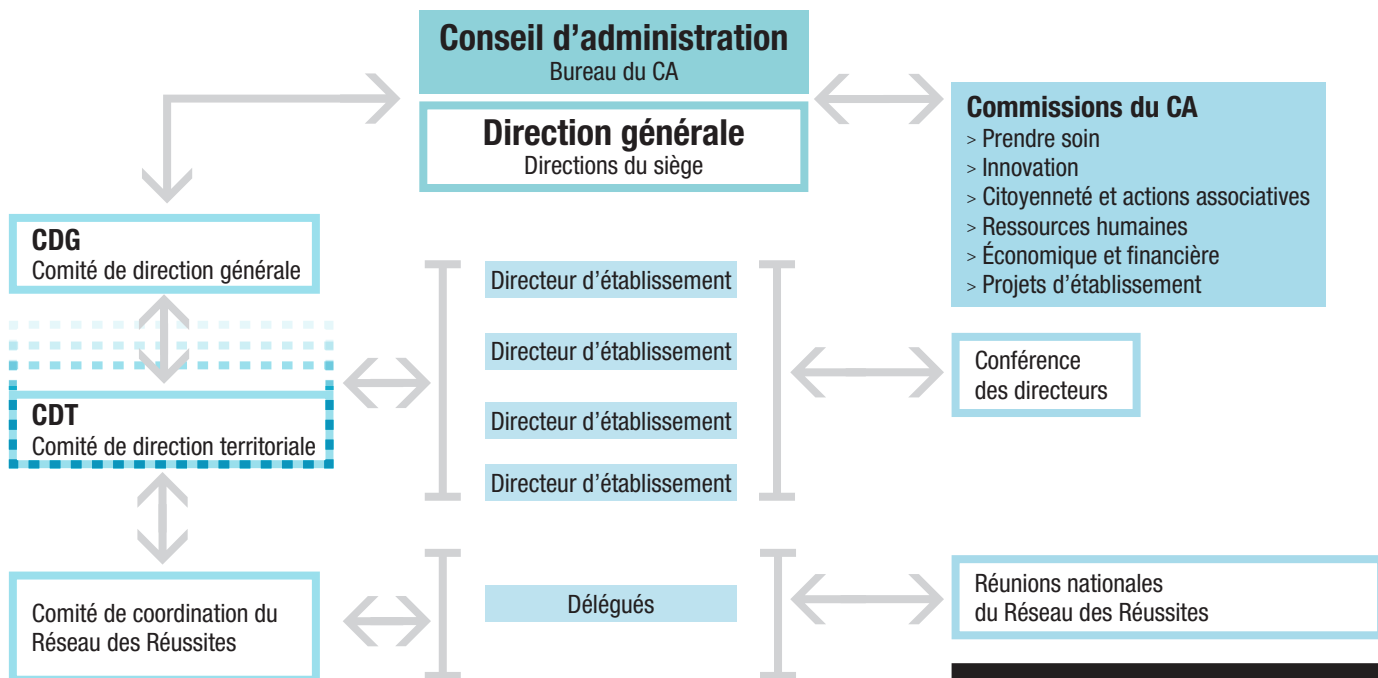 Conseil d’administration
Bureau du CA
Direction générale
Directions du siège
Commissions du CA
> Prendre soin
> Innovation
> Citoyenneté et actions associatives
> Ressources humaines
> Économique et financière
> Projets d’établissement
CDG
Comité de direction générale
CDT
Comité de direction territoriale
Directeur d’établissement
Directeur d’établissement
Directeur d’établissement
Directeur d’établissement
Conférence
des directeurs
Comité de coordination du
Réseau des Réussites
Délégués
Réunions nationales
du Réseau des Réussites